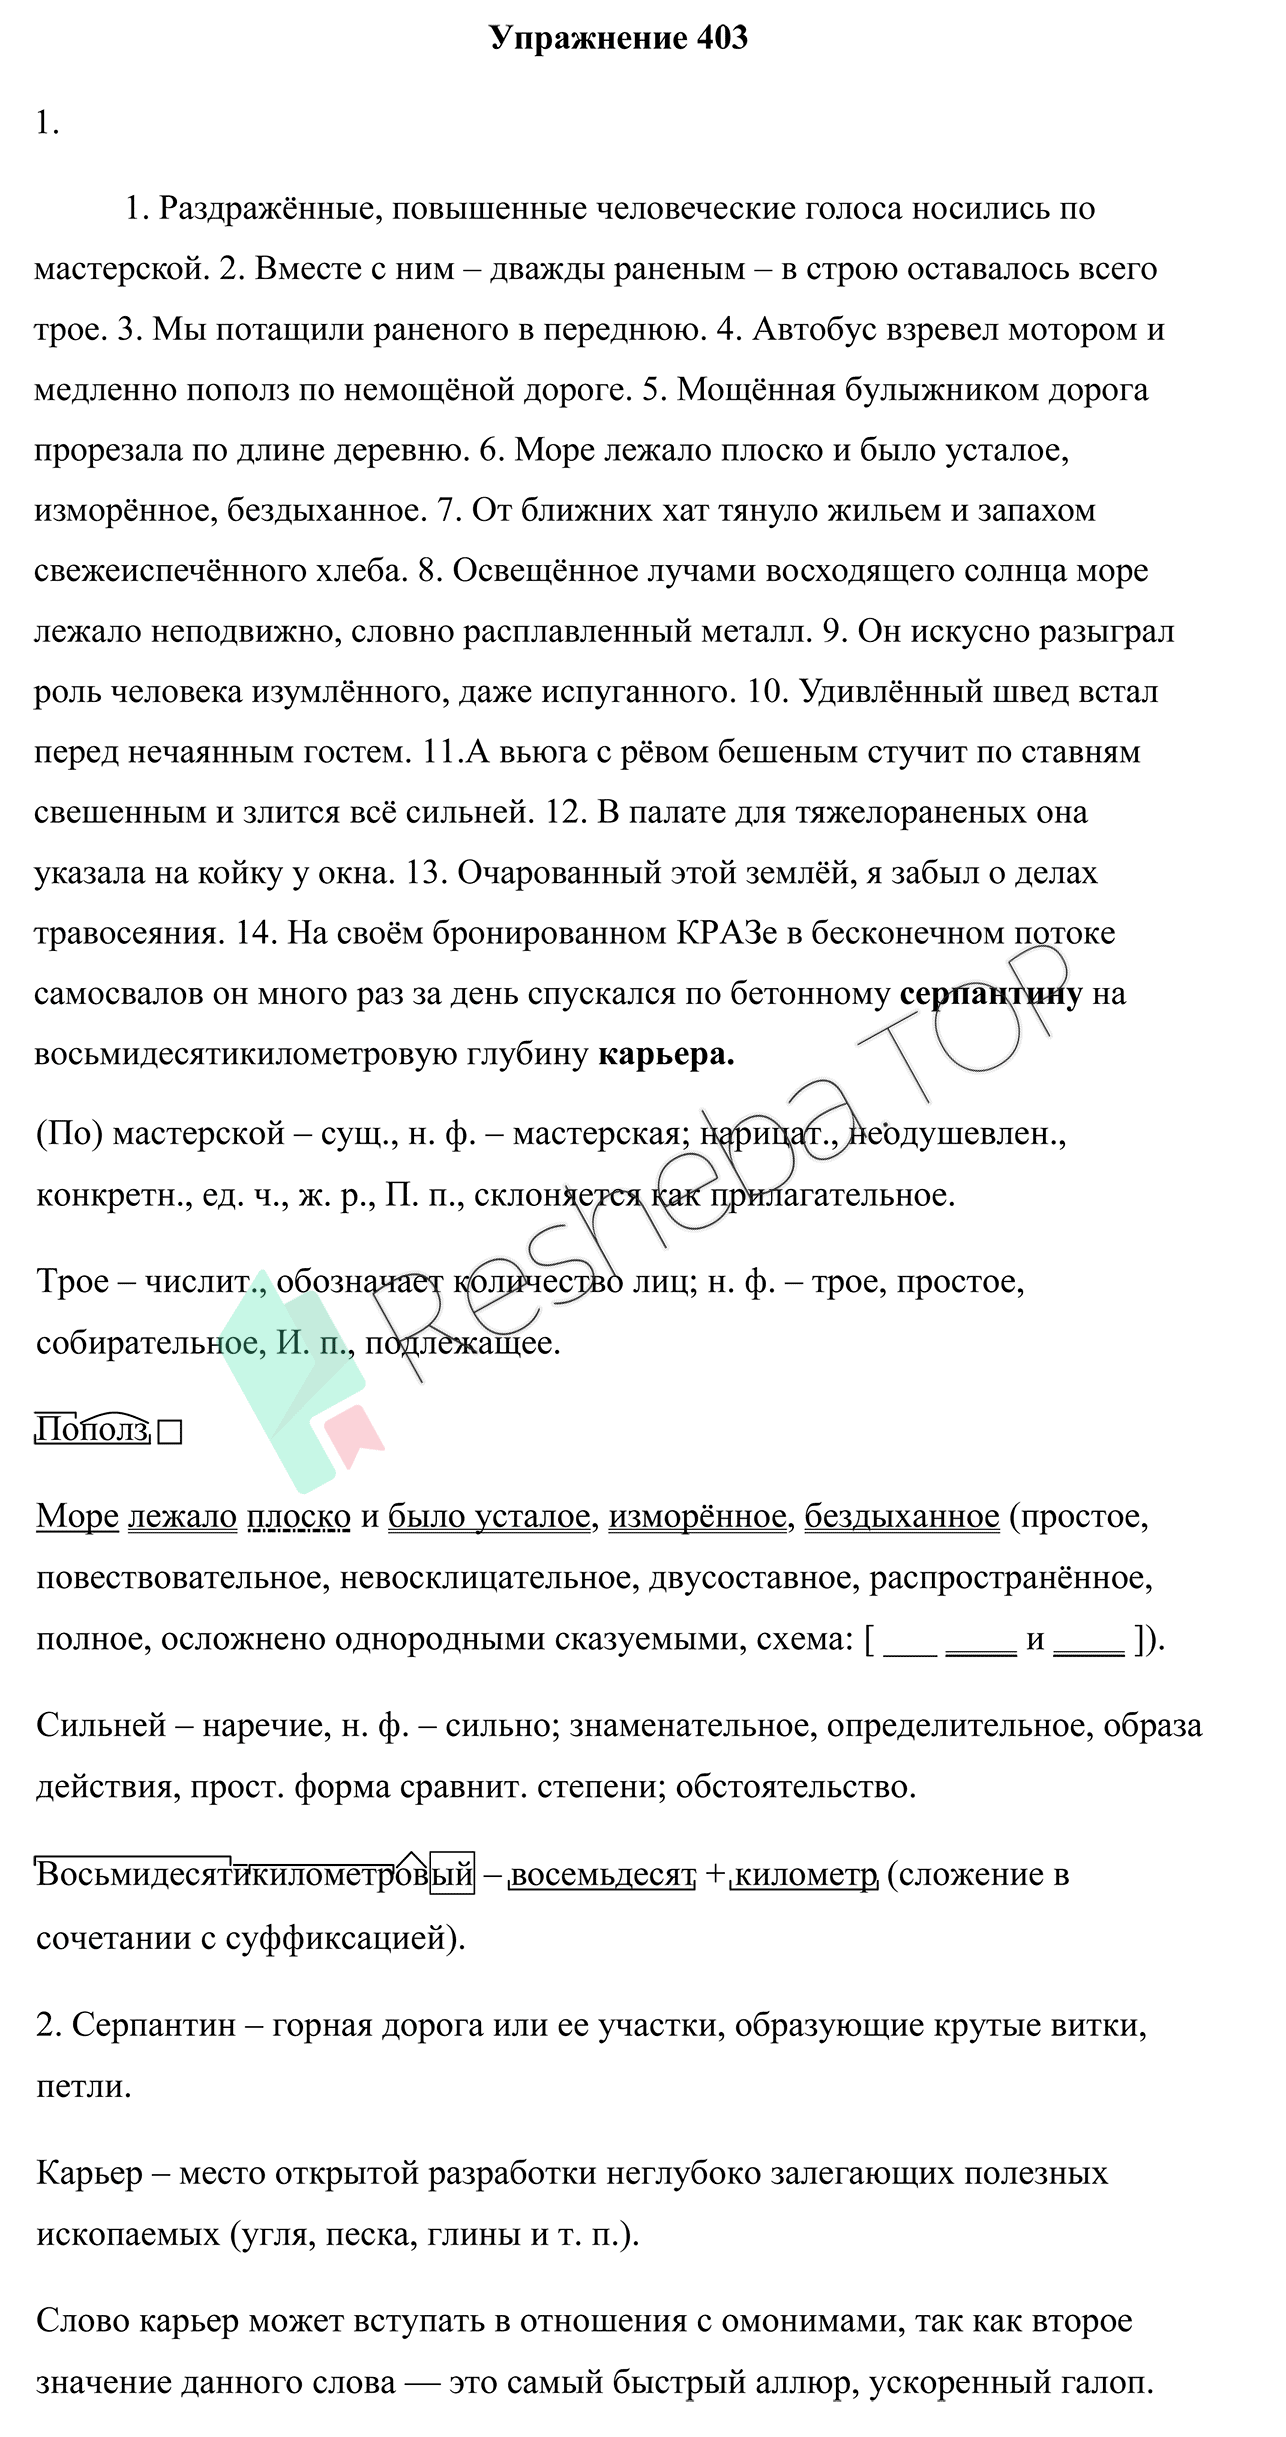 Упражнение 403
1.
1. Раздражённые, повышенные человеческие голоса носились по
мастерской. 2. Вместе с ним – дважды раненым – в строю оставалось всего
трое. 3. Мы потащили раненого в переднюю. 4. Автобус взревел мотором и
медленно пополз по немощёной дороге. 5. Мощённая булыжником дорога
прорезала по длине деревню. 6. Море лежало плоско и было усталое,
изморённое, бездыханное. 7. От ближних хат тянуло жильем и запахом
свежеиспечённого хлеба. 8. Освещённое лучами восходящего солнца море
лежало неподвижно, словно расплавленный металл. 9. Он искусно разыграл
роль человека изумлённого, даже испуганного. 10. Удивлённый швед встал
перед нечаянным гостем. 11.А вьюга с рёвом бешеным стучит по ставням
свешенным и злится всё сильней. 12. В палате для тяжелораненых она
указала на койку у окна. 13. Очарованный этой землёй, я забыл о делах
травосеяния. 14. На своём бронированном КРАЗе в бесконечном потоке
самосвалов он много раз за день спускался по бетонному серпантину на
восьмидесятикилометровую глубину карьера.
(По) мастерской – сущ., н. ф. – мастерская; нарицат., неодушевлен.,
конкретн., ед. ч., ж. р., П. п., склоняется как прилагательное.
Трое – числит., обозначает количество лиц; н. ф. – трое, простое,
собирательное, И. п., подлежащее.
Пополз
Море лежало плоско и было усталое, изморённое, бездыханное (простое,
повествовательное, невосклицательное, двусоставное, распространённое,
полное, осложнено однородными сказуемыми, схема: [ ___ ____ и ____ ]).
Сильней – наречие, н. ф. – сильно; знаменательное, определительное, образа
действия, прост. форма сравнит. степени; обстоятельство.
Восьмидесятикилометровый – восемьдесят + километр (сложение в
сочетании с суффиксацией).
2. Серпантин – горная дорога или ее участки, образующие крутые витки,
петли.
Карьер – место открытой разработки неглубоко залегающих полезных
ископаемых (угля, песка, глины и т. п.).
Слово карьер может вступать в отношения с омонимами, так как второе
значение данного слова — это самый быстрый аллюр, ускоренный галоп.
Resheba.TOP